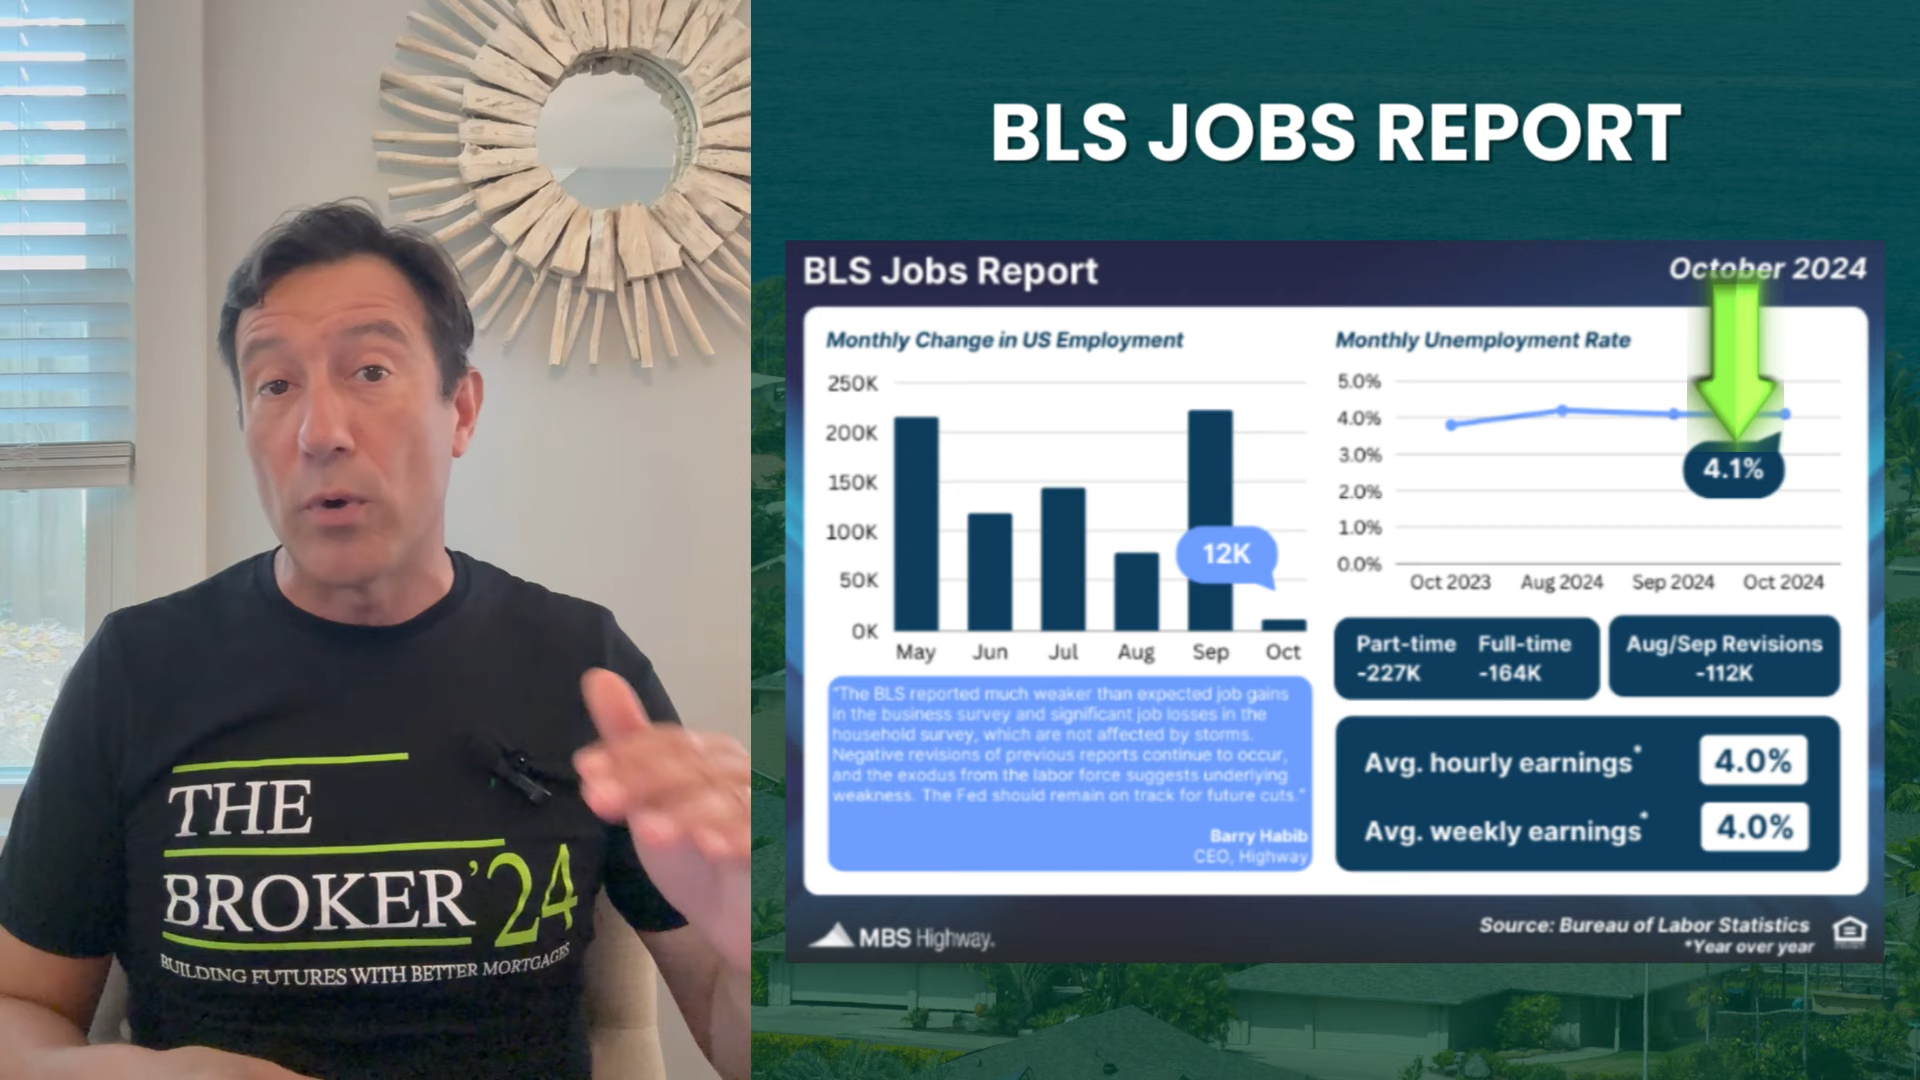 BLS JOBS REPORT
BLS Jobs Report
October 2024
Monthly Change in US Employment
250K
200K
150K
100K
50K
0K
12K
May Jun Jul Aug Sep Oct
Monthly Unemployment Rate
5.0%
4.0%
3.0%
2.0%
1.0%
0.0%
4.1%
Oct 2023 Aug 2024 Sep 2024 Oct 2024
Part-time Full-time
-227K -164K
Aug/Sep Revisions
-112K
"The BLS reported much weaker than expected job gains
in the business survey and significant job losses in the
household survey, which are not affected by storms.
Negative revisions of previous reports continue to occur,
and the exodus from the labor force suggests underlying
weakness. The Fed should remain on track for future cuts."
Barry Habib
CEO, Highway
Avg. hourly earnings* 4.0%
Avg. weekly earnings* 4.0%
MBS Highway.
Source: Bureau of Labor Statistics
*Year over year
THE
BROKER'24
BUILDING FUTURES WITH BETTER MORTGAGES